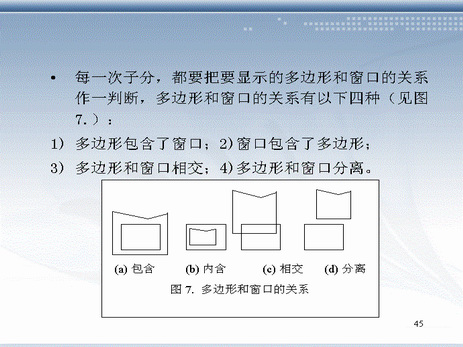 • 每一次子分，都要把要显示的多边形和窗口的关系
作一判断，多边形和窗口的关系有以下四种（见图
7.）：
1) 多边形包含了窗口；2)窗口包含了多边形；
3) 多边形和窗口相交；4)多边形和窗口分离。
(a) 包含 (b) 内含 (c) 相交 (d) 分离
图 7. 多边形和窗口的关系
45